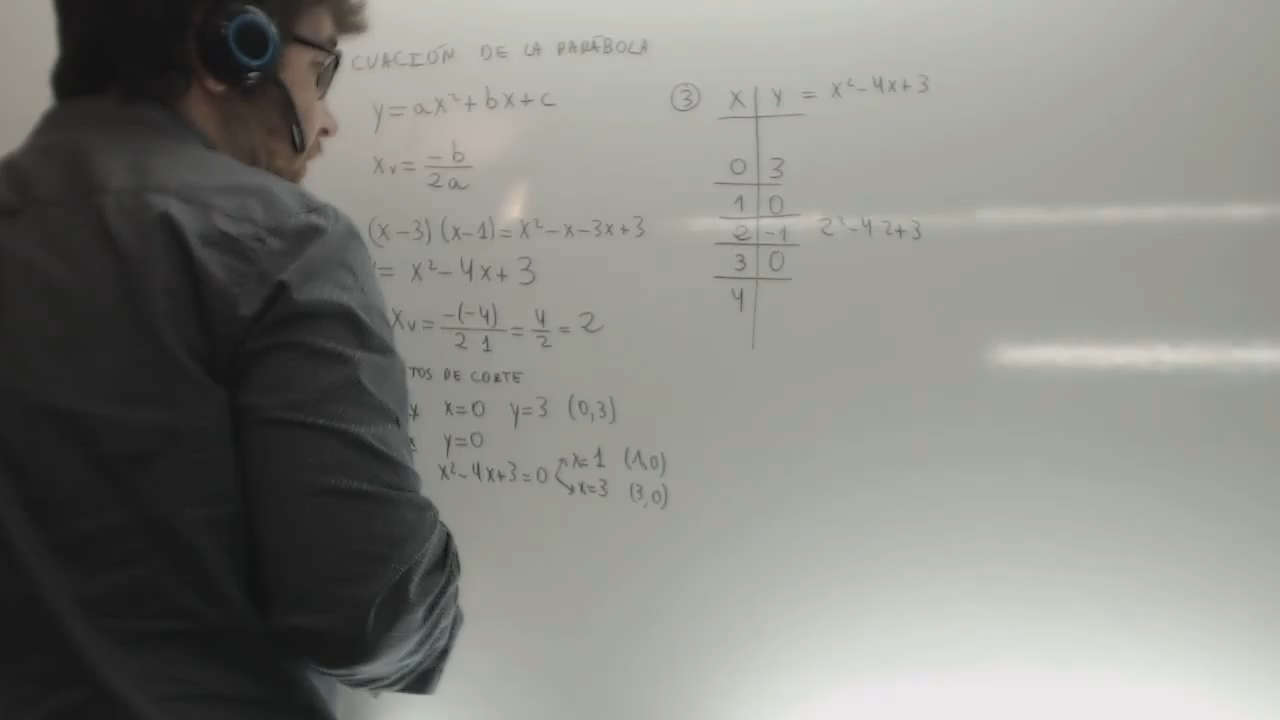 CUACIÓN DE LA PARÁBOLA
y = ax² + bx + c
xv = -b / 2a
(x-3)(x-1) = x² - x - 3x + 3
= x² - 4x + 3
xv = -(-4) / 2 1 = 4/2 = 2
TOS DE CORTE
y x=0 y=3 (0,3)
x y=0
x² - 4x + 3 = 0 x=1 (1,0)
x=3 (3,0)
③ x | y = x² - 4x + 3
0 | 3
1 | 0
2 | -1 2² - 4 2 + 3
3 | 0
4